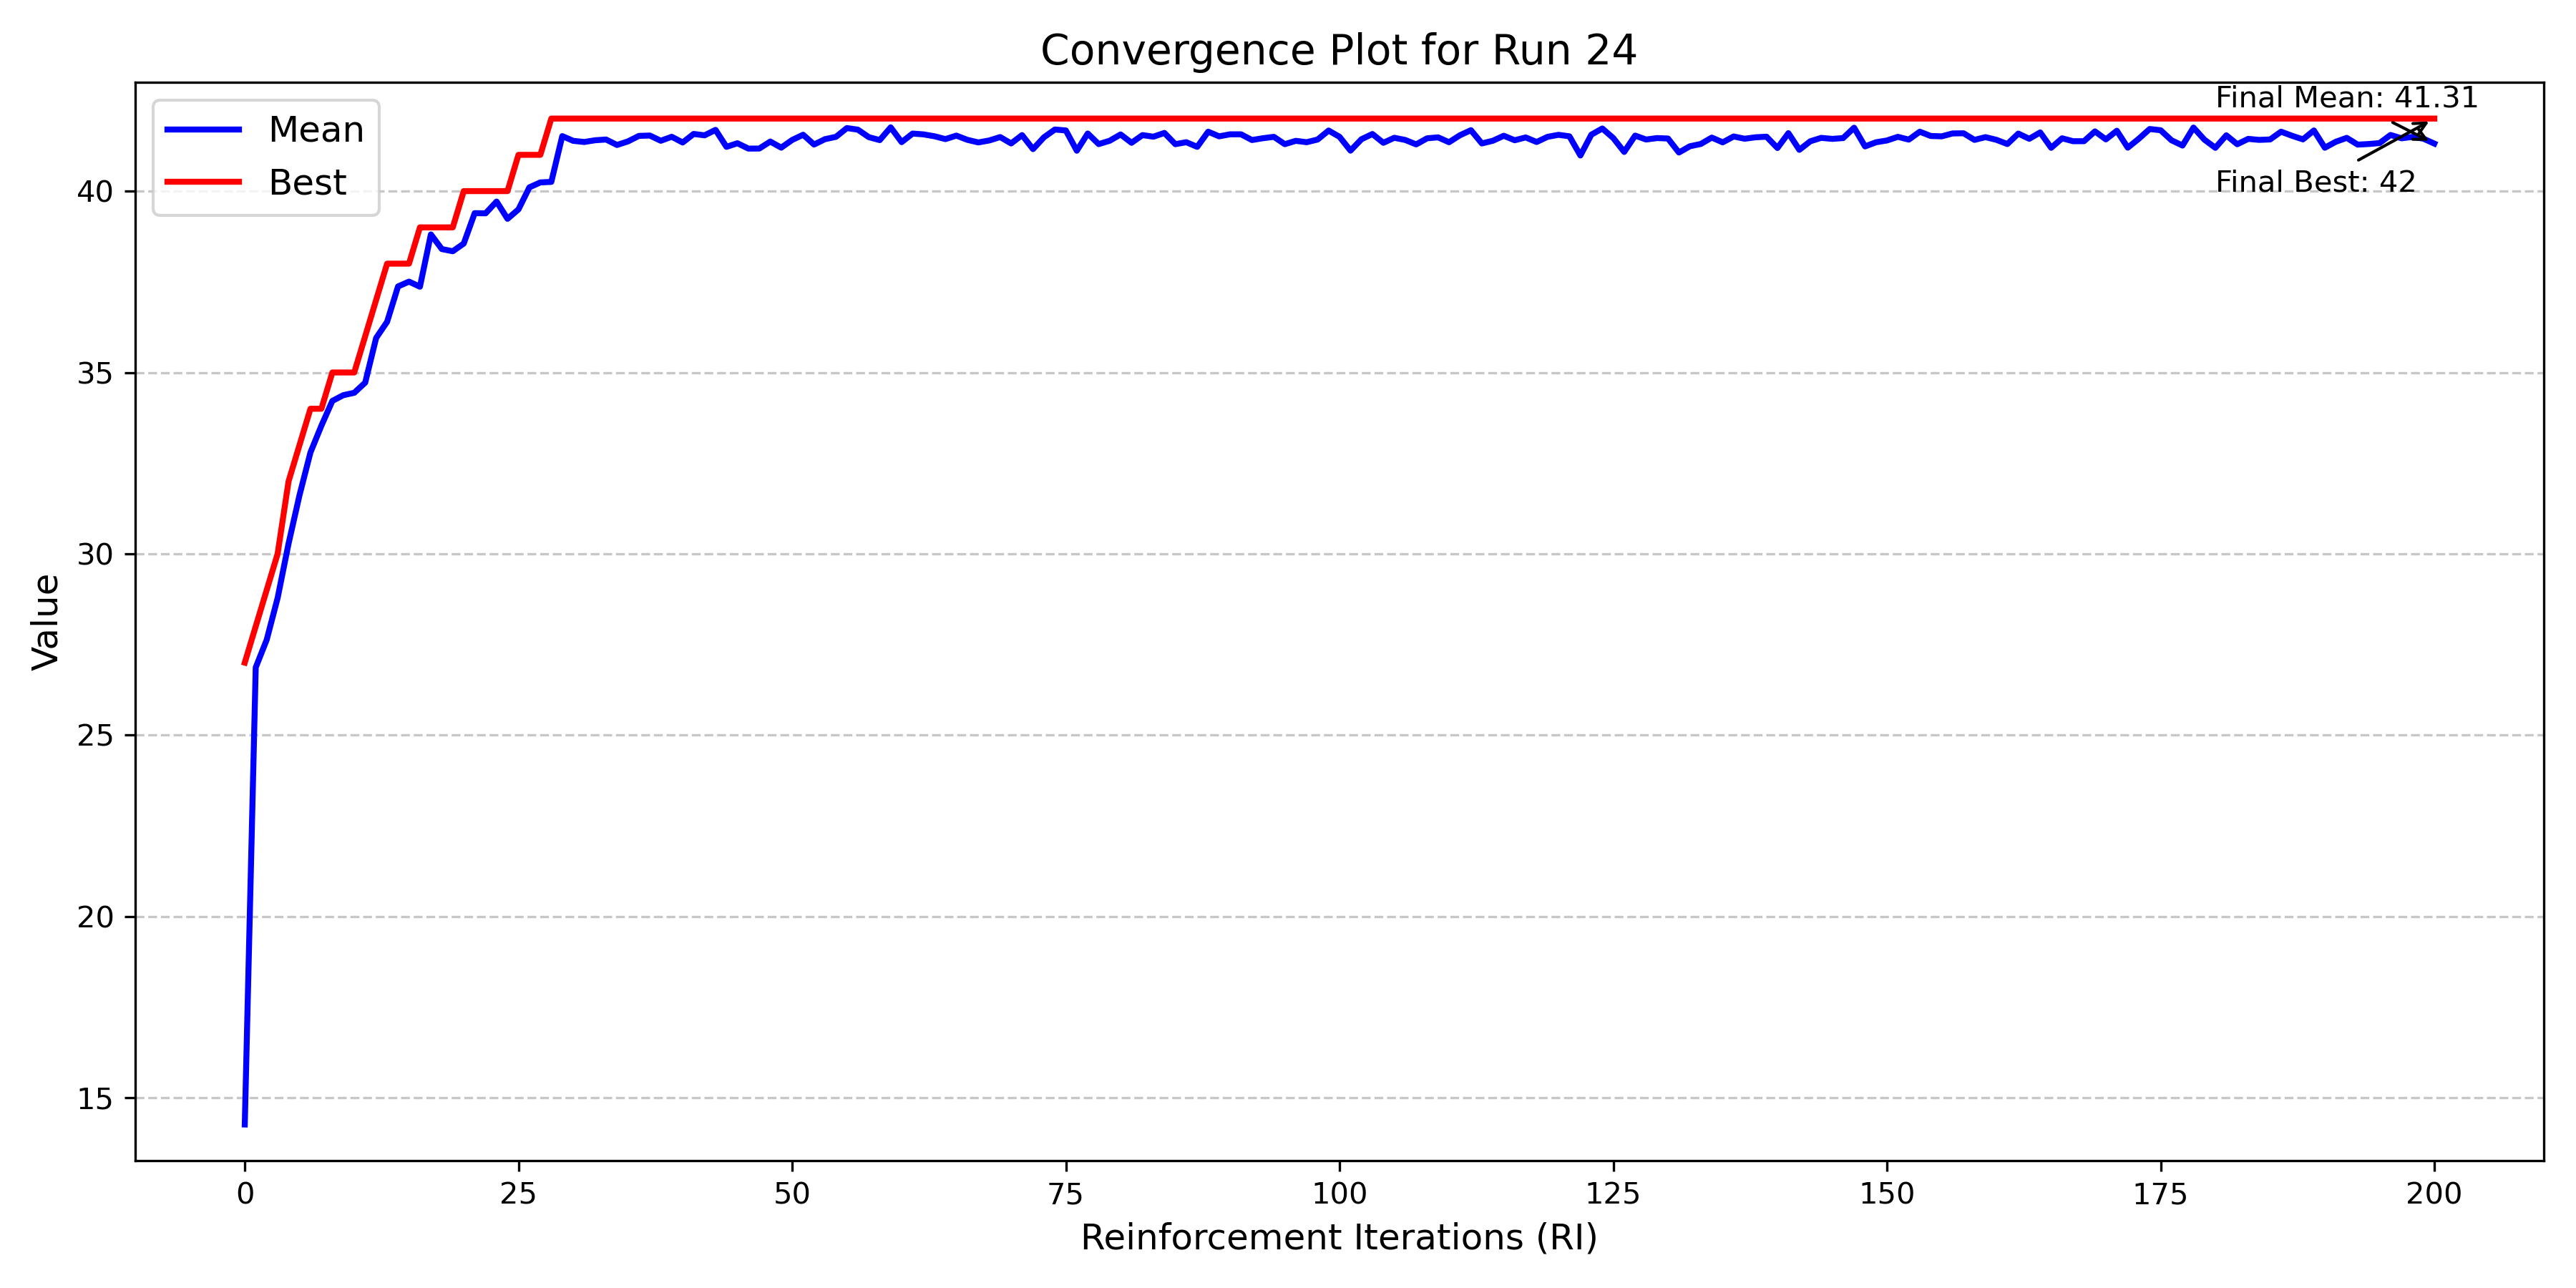 Convergence Plot for Run 24
Mean
Best
Final Mean: 41.31
Final Best: 42
Value
40
35
30
25
20
15
0 25 50 75 100 125 150 175 200
Reinforcement Iterations (RI)